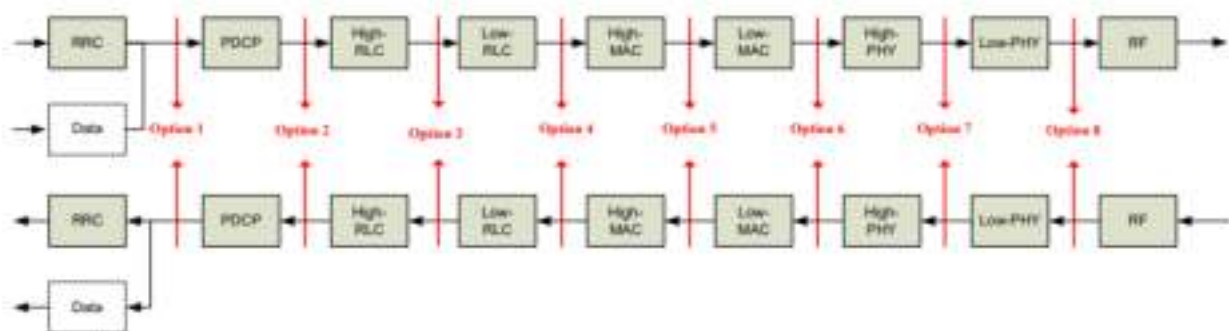 RRC
PDCP
High-
RLC
Low-
RLC
High-
MAC
Low-
MAC
High-
PHY
Low-PHY
RF
Data
Option 1
Option 2
Option 3
Option 4
Option 5
Option 6
Option 7
Option 8
RRC
PDCP
High-
RLC
Low-
RLC
High-
MAC
Low-
MAC
High-
PHY
Low-PHY
RF
Data